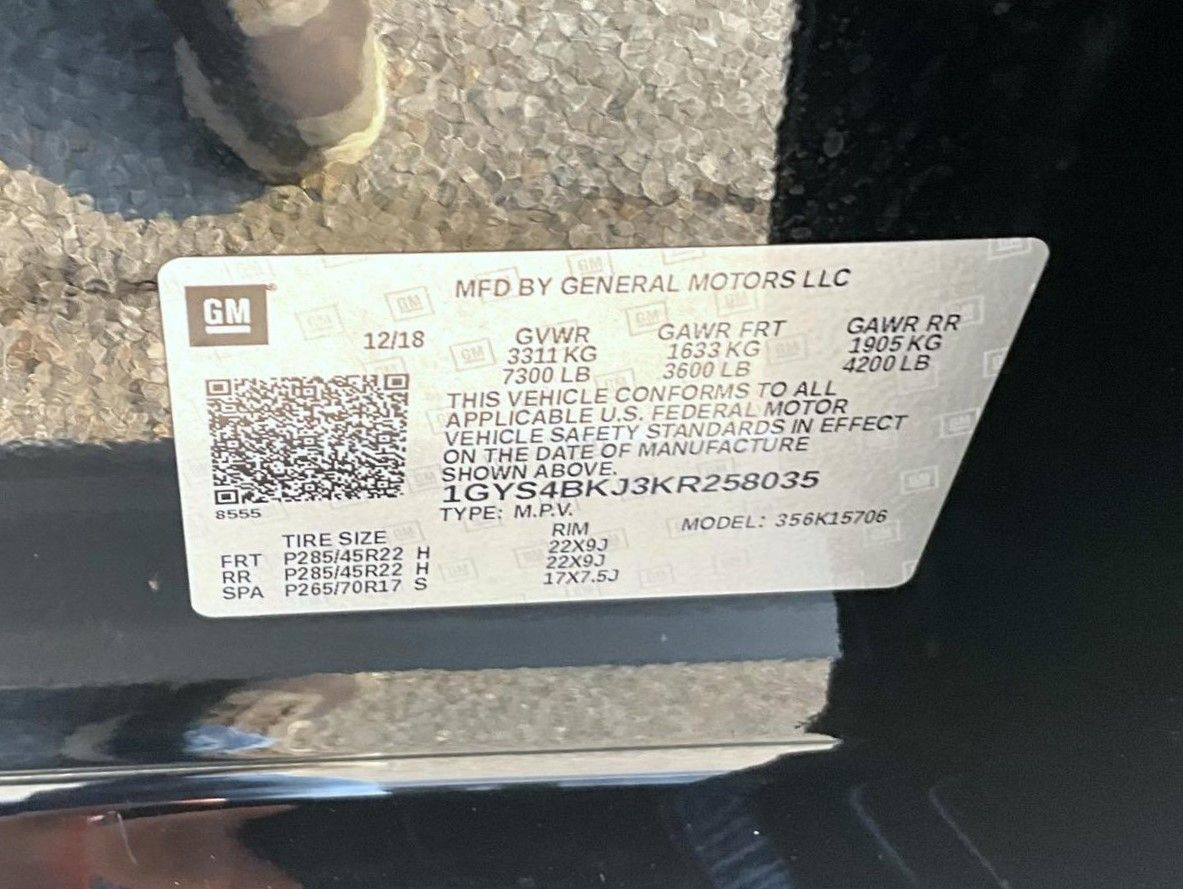 GM
MFD BY GENERAL MOTORS LLC
12/18
GVWR GAWR FRT GAWR RR
3311 KG 1633 KG 1905 KG
7300 LB 3600 LB 4200 LB
THIS VEHICLE CONFORMS TO ALL
APPLICABLE U.S. FEDERAL MOTOR
VEHICLE SAFETY STANDARDS IN EFFECT
ON THE DATE OF MANUFACTURE
SHOWN ABOVE.
1GYS4BKJ3KR258035
8555
TYPE: M.P.V. MODEL: 356K15706
TIRE SIZE RIM
FRT P285/45R22 H 22X9J
RR P285/45R22 H 22X9J
SPA P265/70R17 S 17X7.5J